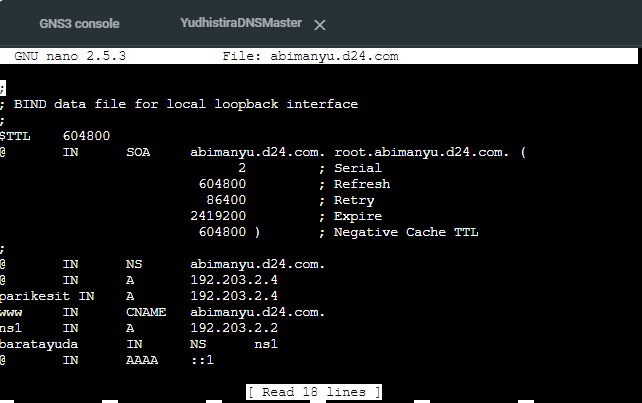 GNS3 console YudhistiraDNSMaster ×
GNU nano 2.5.3 File: abimanyu.d24.com
;
; BIND data file for local loopback interface
;
$TTL 604800
@ IN SOA abimanyu.d24.com. root.abimanyu.d24.com. (
2 ; Serial
604800 ; Refresh
86400 ; Retry
2419200 ; Expire
604800 ) ; Negative Cache TTL
;
@ IN NS abimanyu.d24.com.
@ IN A 192.203.2.4
parikesit IN A 192.203.2.4
www IN CNAME abimanyu.d24.com.
ns1 IN A 192.203.2.2
baratayuda IN NS ns1
@ IN AAAA ::1
[ Read 18 lines ]